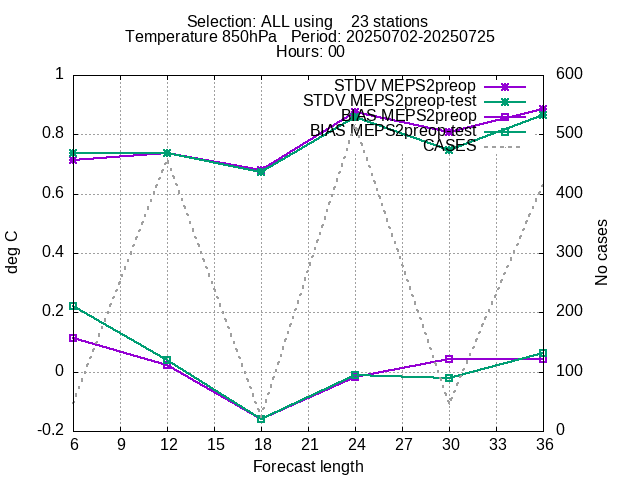 Selection: ALL using    23 stations
Temperature 850hPa   Period: 20250702-20250725
Hours: 00
1
0.8
0.6
0.4
0.2
0
-0.2
600
500
400
300
200
100
0
6 9 12 15 18 21 24 27 30 33 36
deg C
No cases
Forecast length
STDV MEPS2preop
STDV MEPS2preop-test
BIAS MEPS2preop
BIAS MEPS2preop-test
CASES